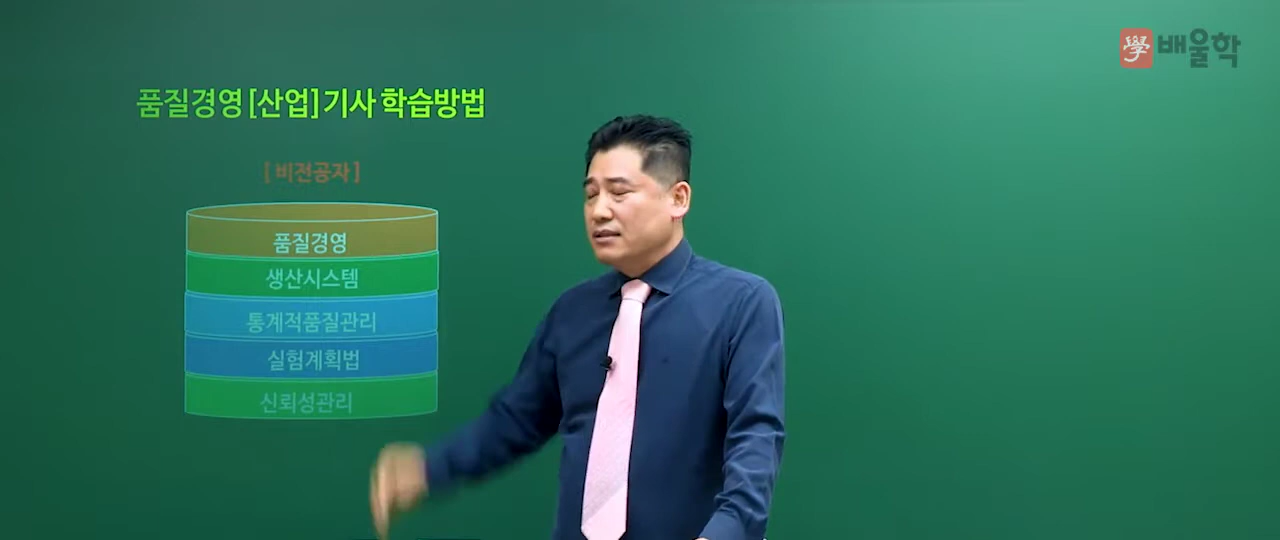 學 배울학
품질경영 [산업] 기사 학습방법
[ 비전공자 ]
품질경영
생산시스템
통계적품질관리
실험계획법
신뢰성관리